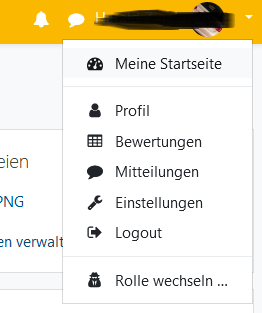 Meine Startseite
Profil
eien
Bewertungen
Mitteilungen
PNG
Einstellungen
Logout
en verwalt
Rolle wechseln ...